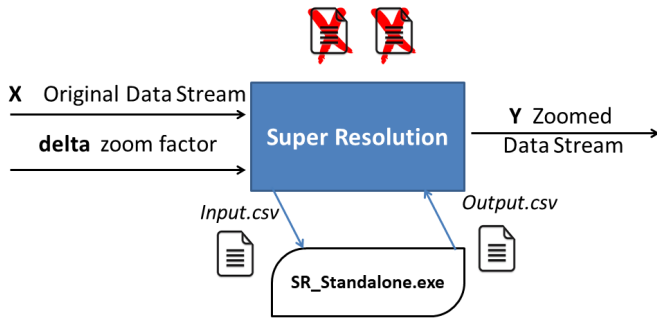 X Original Data Stream
delta zoom factor
Super Resolution
Y Zoomed
Data Stream
Input.csv
Output.csv
SR_Standalone.exe